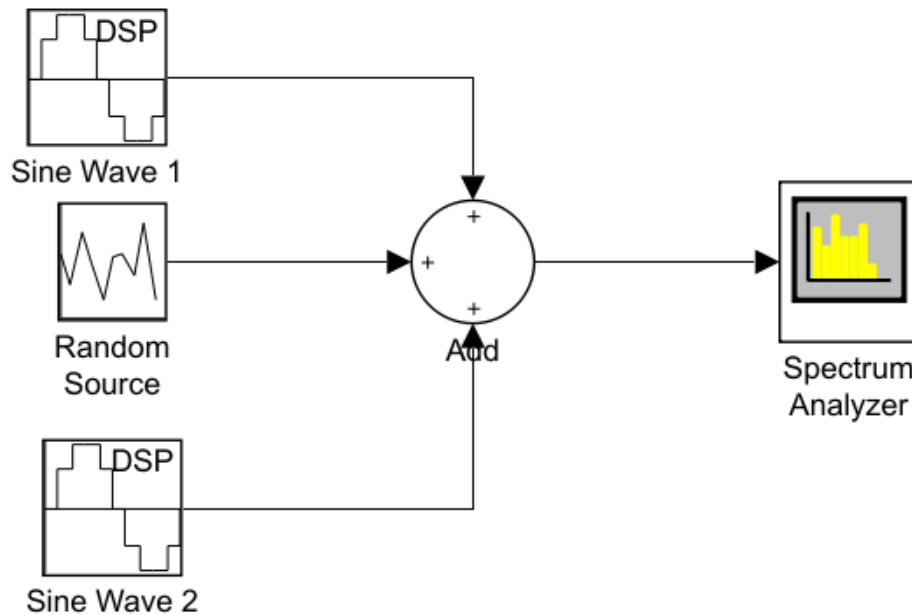 DSP
Sine Wave 1
Random
Source
+
+
+
Add
Spectrum
Analyzer
DSP
Sine Wave 2